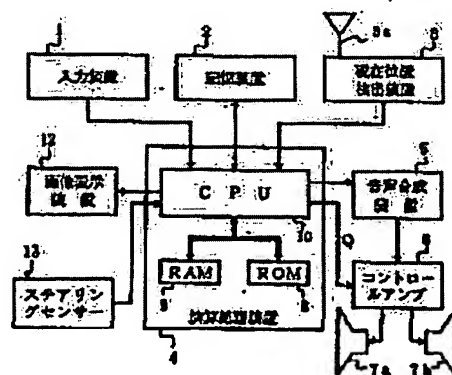 1
2
3a
3
入力装置
記憶装置
現在位置
検出装置
12
5
画像表示
装置
CPU
音声合成
装置
10
Q
13
6
RAM
ROM
コントロー
ルアンプ
ステアリン
グセンサー
9
8
演算処理装置
4
7a
7b